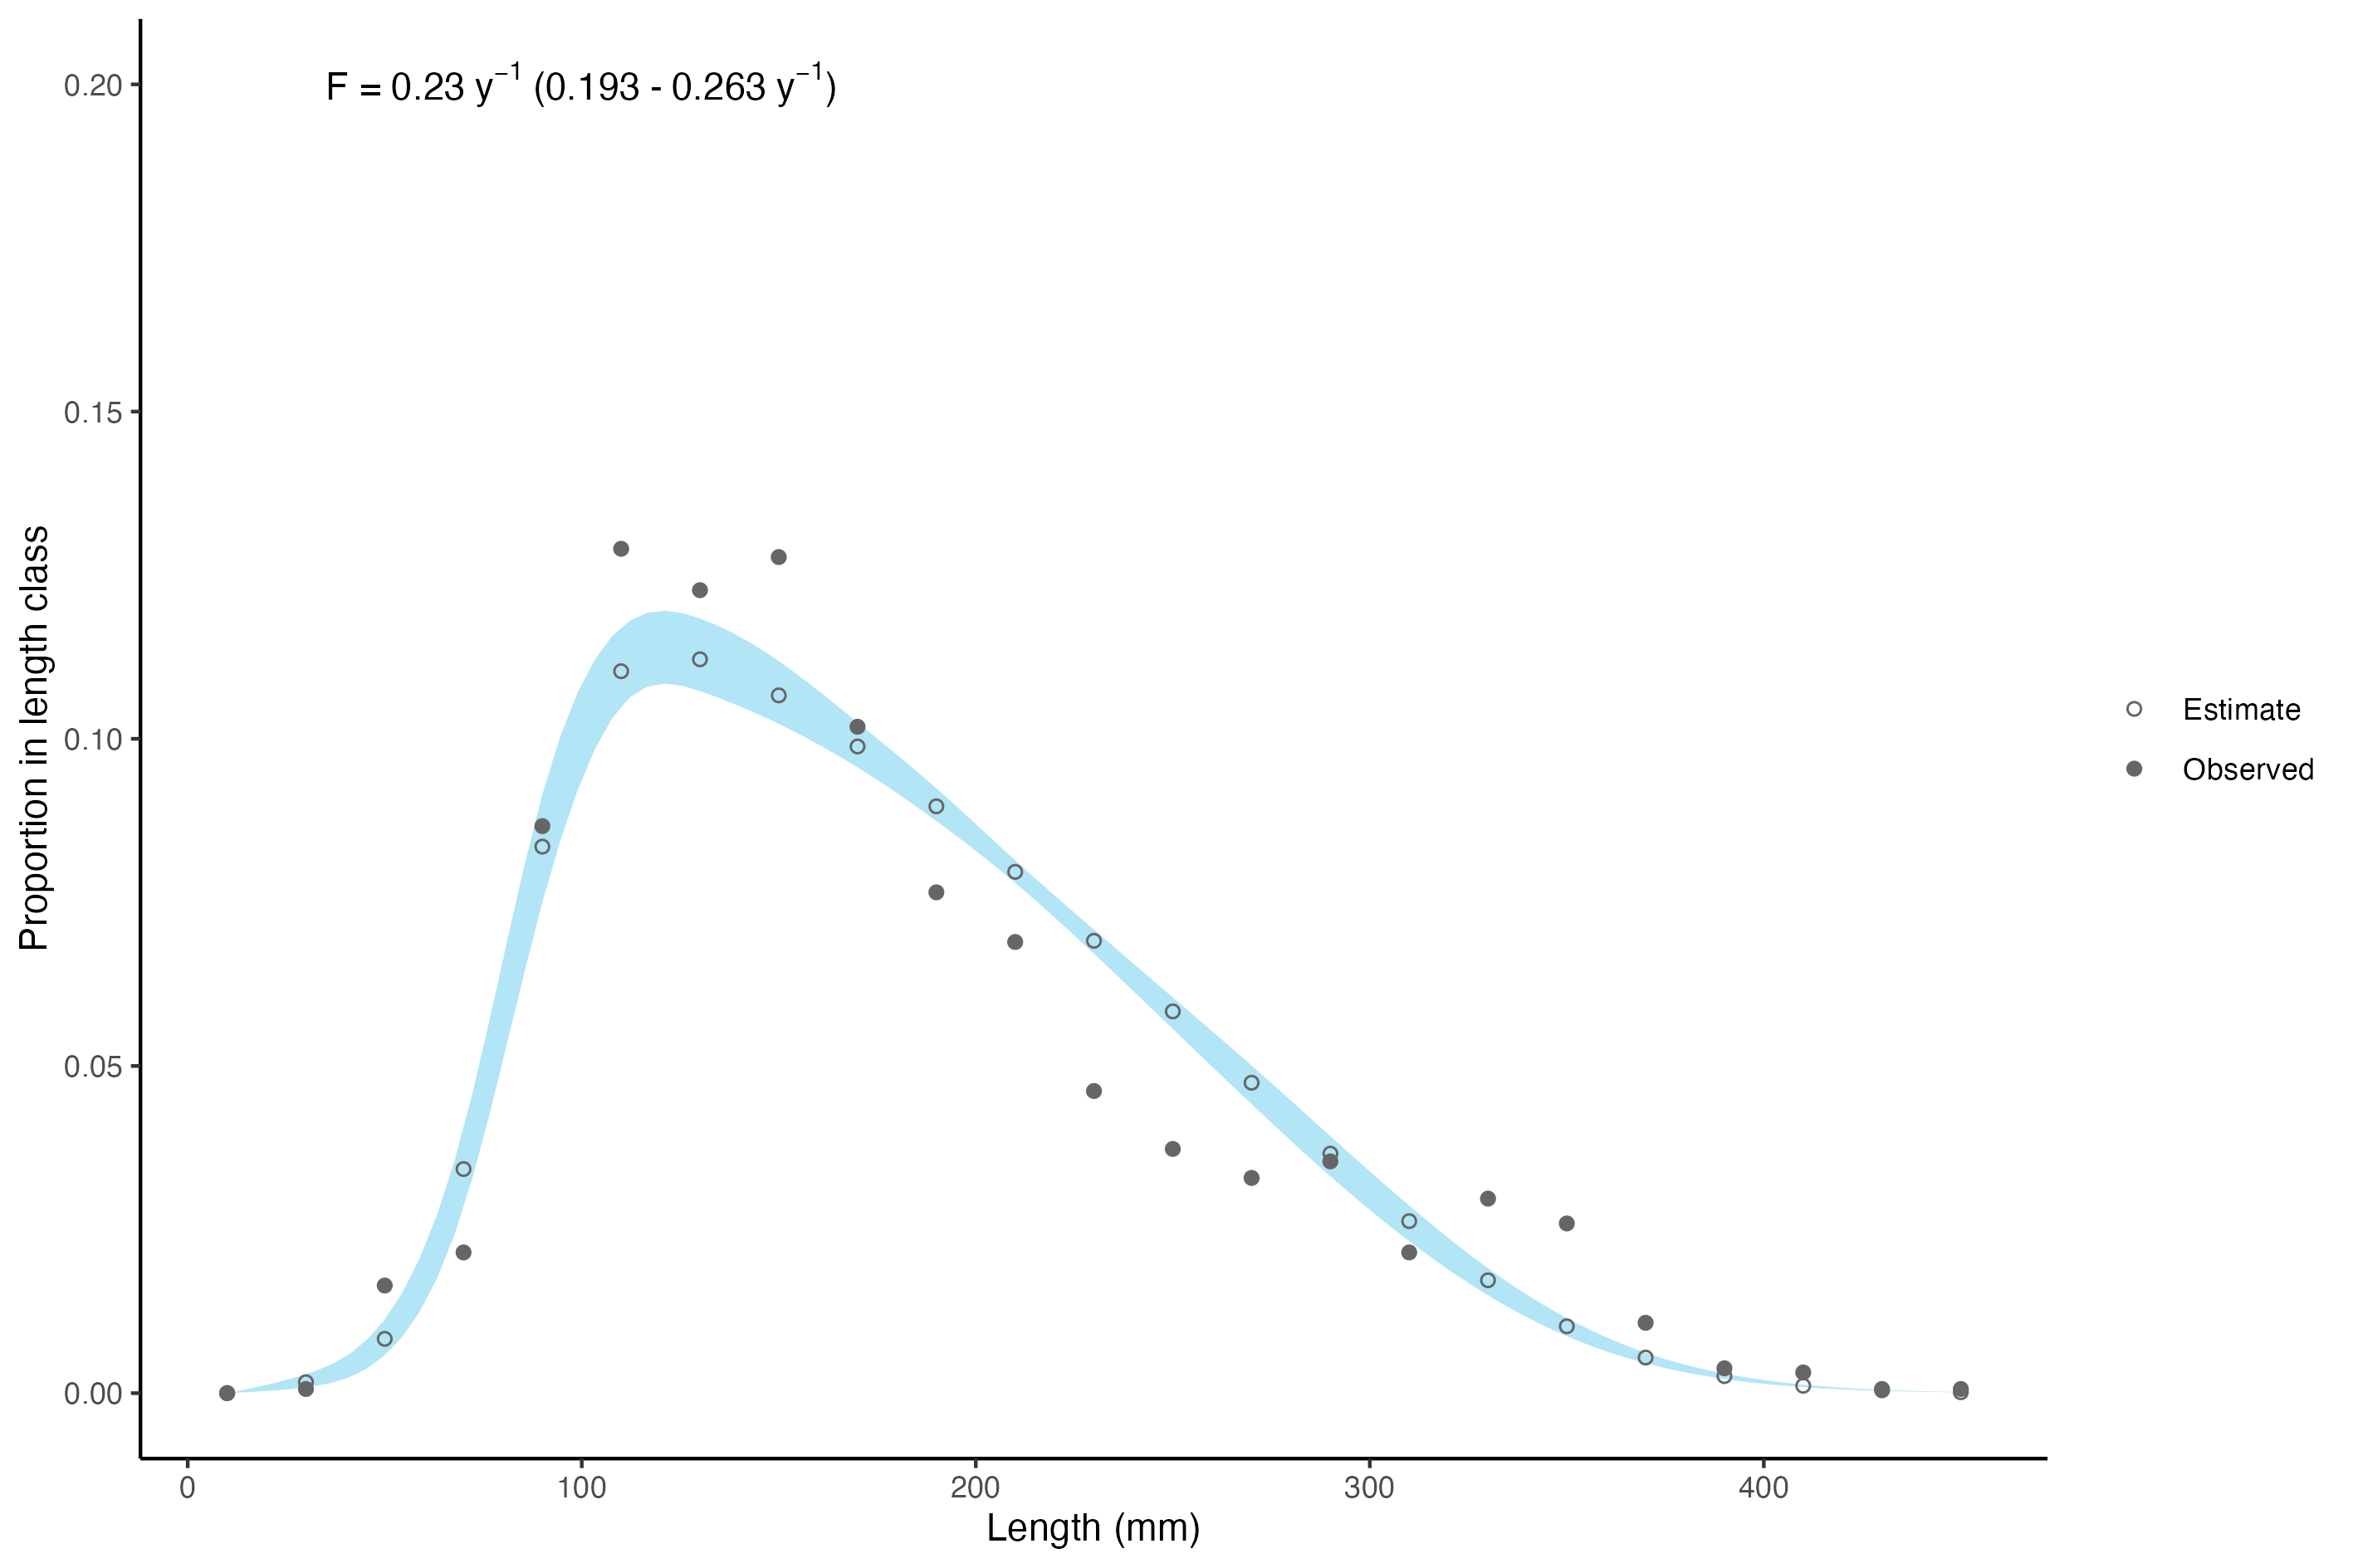 F = 0.23 y⁻¹ (0.193 - 0.263 y⁻¹)
0.20
0.15
0.10
0.05
0.00
Proportion in length class
0 100 200 300 400
Length (mm)
Estimate
Observed